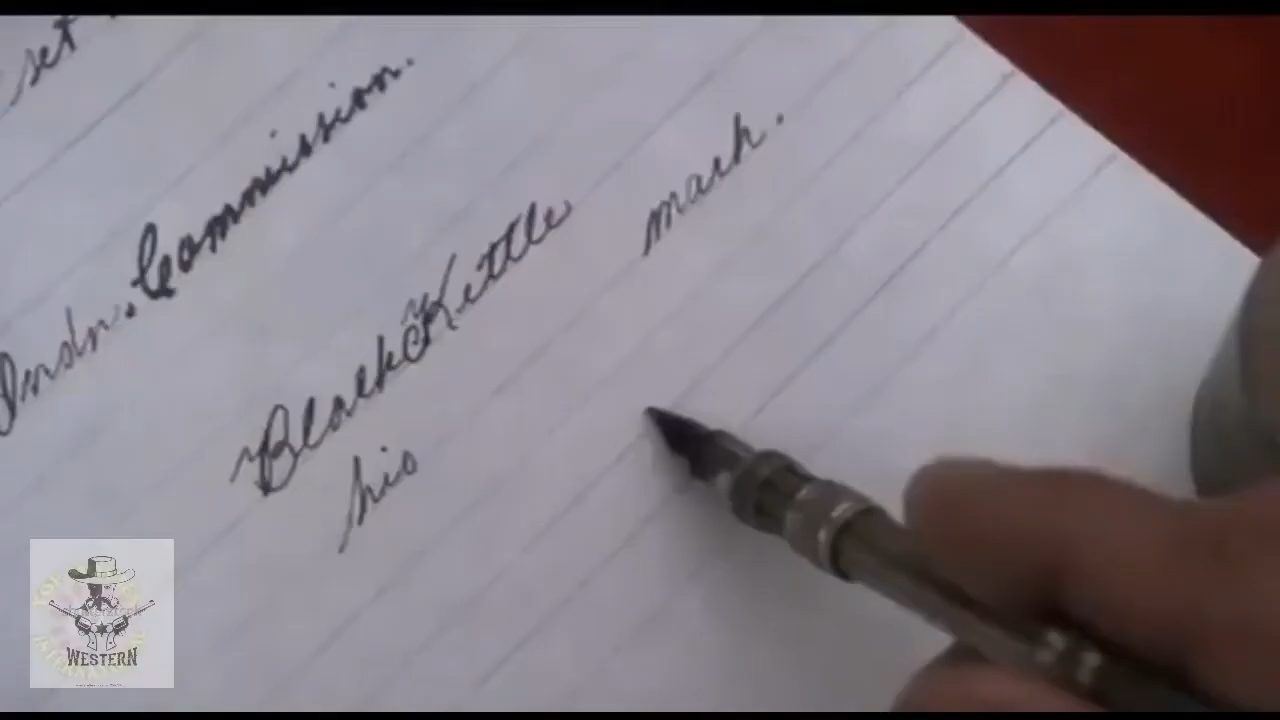 set
Indn. Commission.
Black Kettle
his mark.
WESTERN